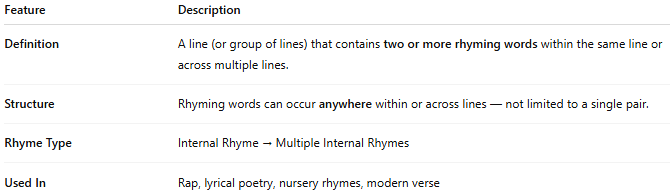 Feature Description
Definition A line (or group of lines) that contains two or more rhyming words within the same line or
across multiple lines.
Structure Rhyming words can occur anywhere within or across lines — not limited to a single pair.
Rhyme Type Internal Rhyme → Multiple Internal Rhymes
Used In Rap, lyrical poetry, nursery rhymes, modern verse